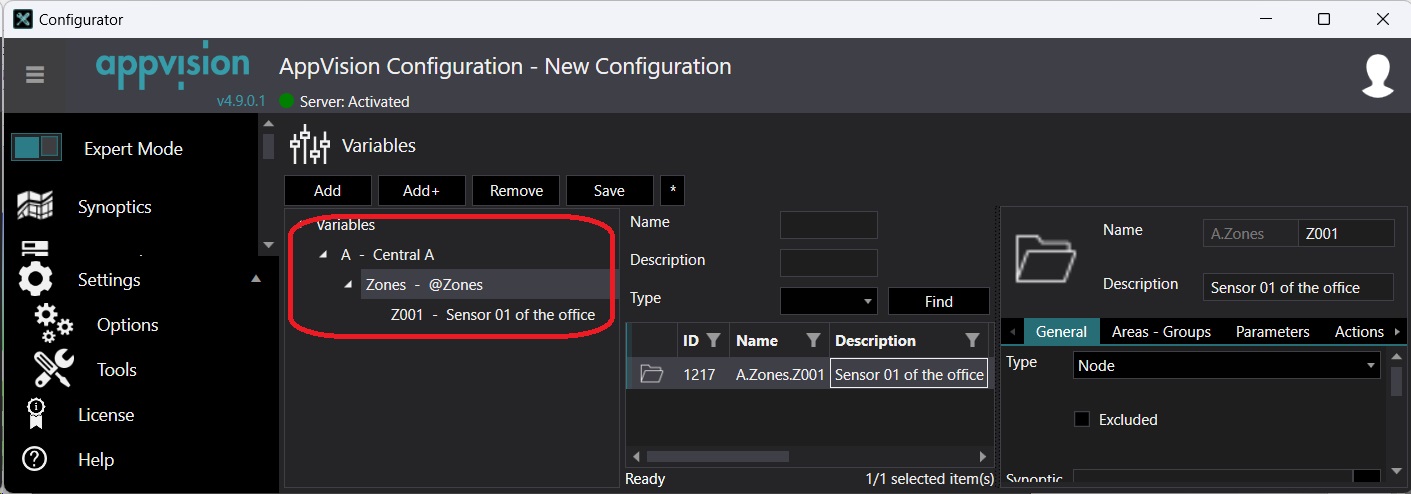 Configurator
appvision
v4.9.0.1
AppVision Configuration - New Configuration
Server: Activated
Expert Mode
Synoptics
Settings
Options
Tools
License
Help
Variables
Add
Add+
Remove
Save
*
Variables
A - Central A
Zones - @Zones
Z001 - Sensor 01 of the office
Name
Description
Type
Find
ID Name Description
1217 A.Zones.Z001 Sensor 01 of the office
Ready
1/1 selected item(s)
Name A.Zones Z001
Description Sensor 01 of the office
General Areas - Groups Parameters Actions
Type Node
Excluded
Synoptic